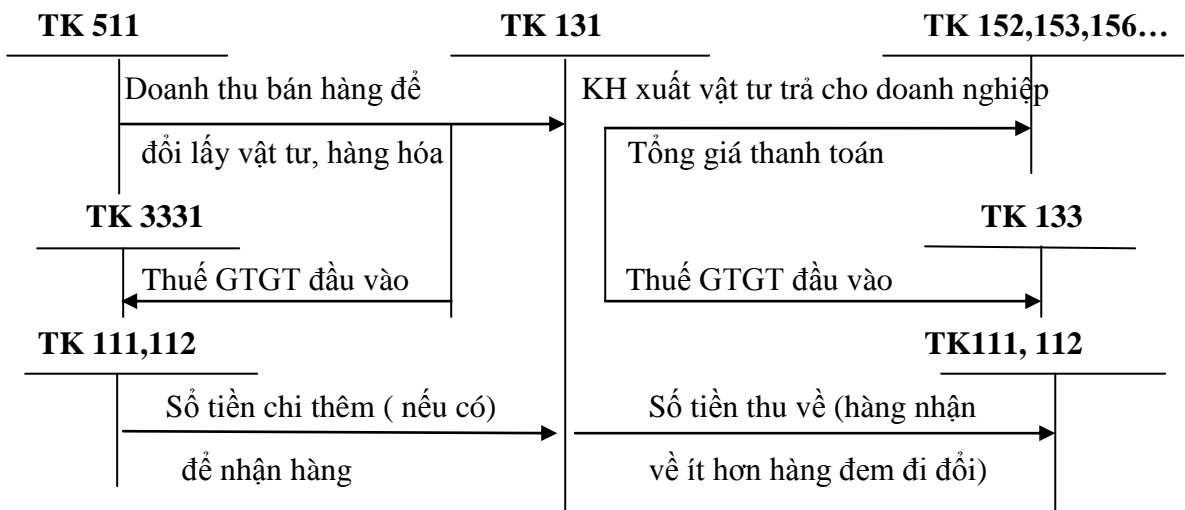 TK 511
TK 131
TK 152,153,156…
Doanh thu bán hàng để
KH xuất vật tư trả cho doanh nghiệp
đổi lấy vật tư, hàng hóa
Tổng giá thanh toán
TK 3331
TK 133
Thuế GTGT đầu vào
Thuế GTGT đầu vào
TK 111,112
TK111, 112
Sổ tiền chi thêm ( nếu có)
Số tiền thu về (hàng nhận
để nhận hàng
về ít hơn hàng đem đi đổi)